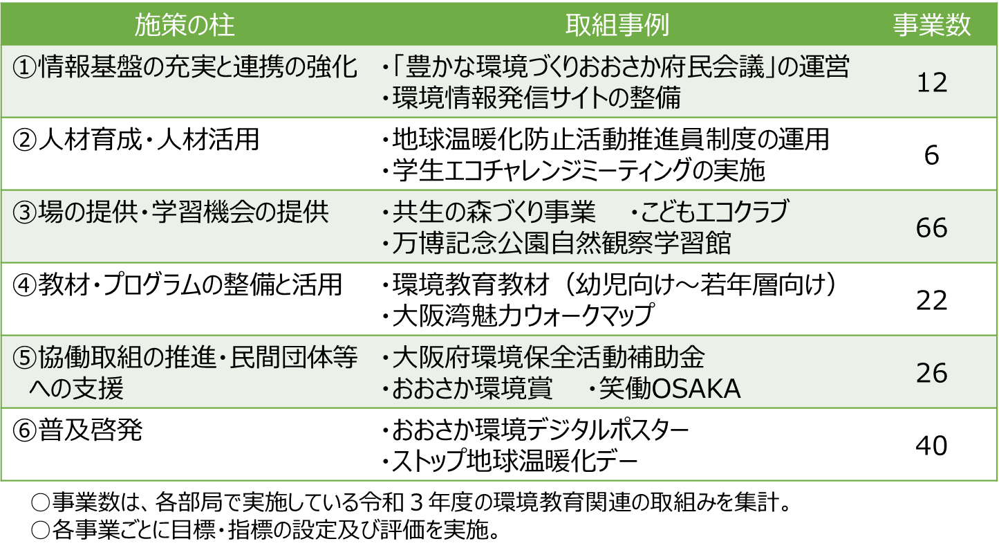 施策の柱 取組事例 事業数
①情報基盤の充実と連携の強化 ・「豊かな環境づくりおおさか府民会議」の運営
・環境情報発信サイトの整備
12
②人材育成・人材活用 ・地球温暖化防止活動推進員制度の運用
・学生エコチャレンジミーティングの実施
6
③場の提供・学習機会の提供 ・共生の森づくり事業 ・こどもエコクラブ
・万博記念公園自然観察学習館
66
④教材・プログラムの整備と活用 ・環境教育教材（幼児向け～若年層向け）
・大阪湾魅力ウォークマップ
22
⑤協働取組の推進・民間団体等 ・大阪府環境保全活動補助金
への支援 ・おおさか環境賞 ・笑働OSAKA
26
⑥普及啓発 ・おおさか環境デジタルポスター
・ストップ地球温暖化デー
40
○事業数は、各部局で実施している令和３年度の環境教育関連の取組みを集計。
○各事業ごとに目標・指標の設定及び評価を実施。